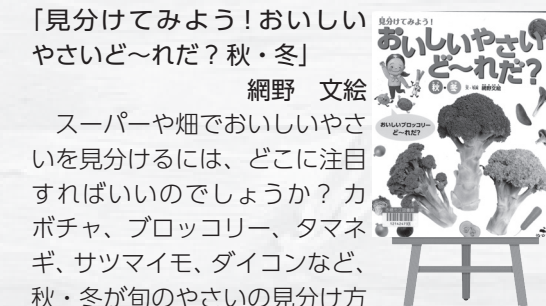 「見分けてみよう！おいしい
やさいど～れだ？秋・冬」
網野　文絵
　スーパーや畑でおいしいやさ
いを見分けるには、どこに注目
すればいいのでしょうか？ カ
ボチャ、ブロッコリー、タマネ
ギ、サツマイモ、ダイコンなど、
秋・冬が旬のやさいの見分け方
見分けてみよう！
おいしいやさい
ど～れだ？
秋・冬
網野文絵
おいしいブロッコリー
ど～れだ？